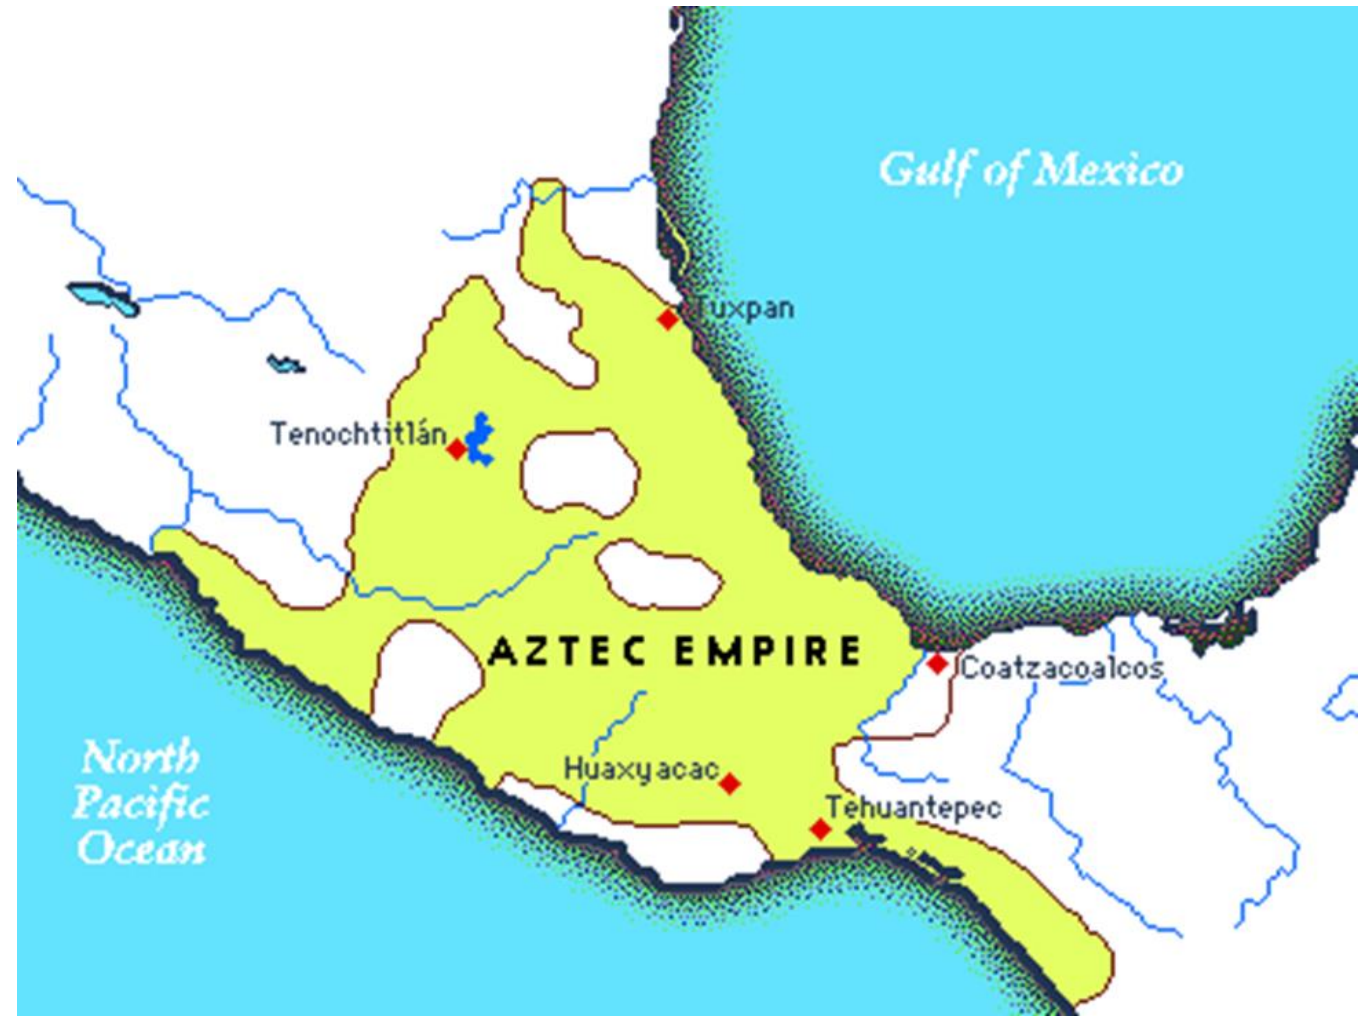 Gulf of Mexico
Tuxpan
Tenochtitlán
AZTEC EMPIRE
Coatzacoalcos
North
Pacific
Ocean
Huaxyacac
Tehuantepec